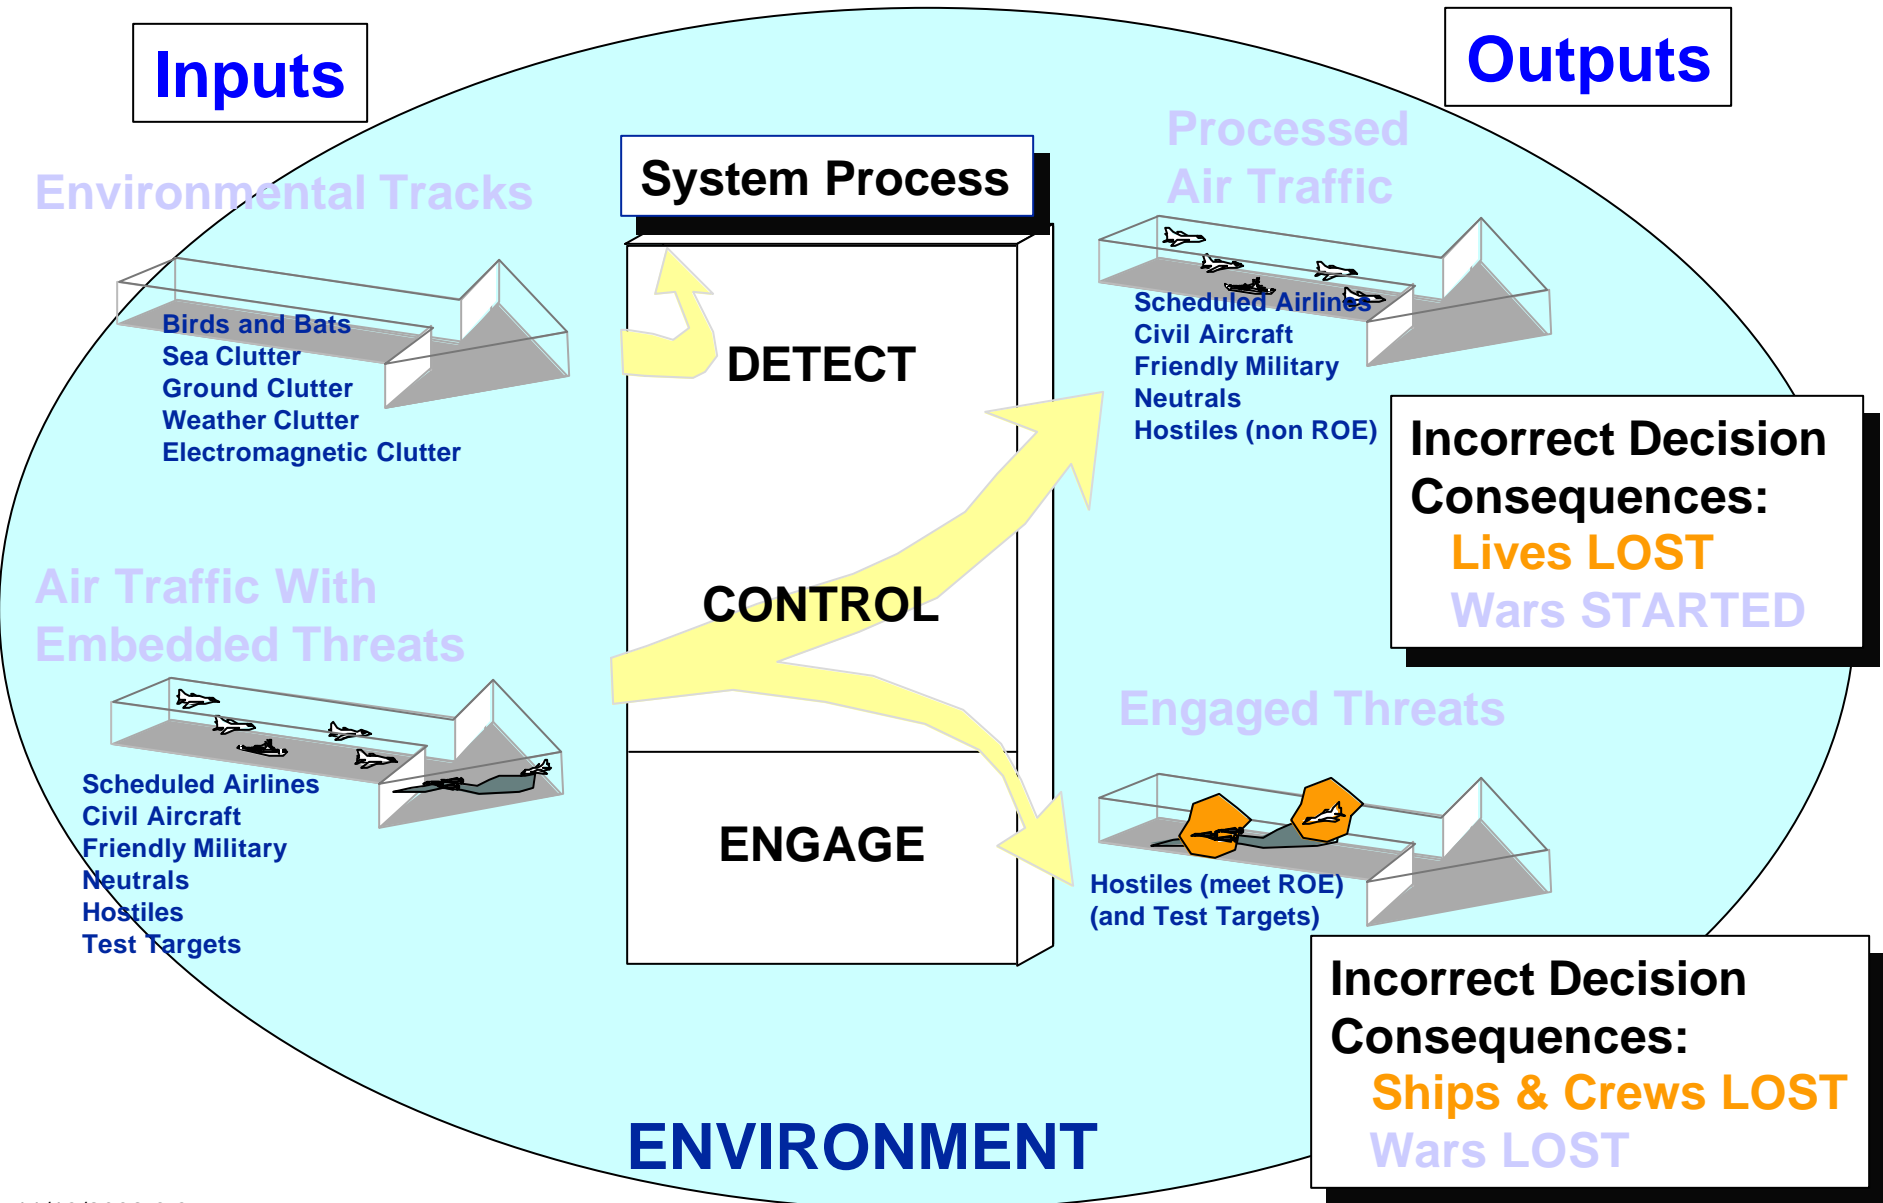 Inputs
Outputs
Environmental Tracks
Birds and Bats
Sea Clutter
Ground Clutter
Weather Clutter
Electromagnetic Clutter
Air Traffic With
Embedded Threats
Scheduled Airlines
Civil Aircraft
Friendly Military
Neutrals
Hostiles
Test Targets
System Process
DETECT
CONTROL
ENGAGE
Processed
Air Traffic
Scheduled Airlines
Civil Aircraft
Friendly Military
Neutrals
Hostiles (non ROE)
Incorrect Decision
Consequences:
Lives LOST
Wars STARTED
Engaged Threats
Hostiles (meet ROE)
(and Test Targets)
Incorrect Decision
Consequences:
Ships & Crews LOST
Wars LOST
ENVIRONMENT